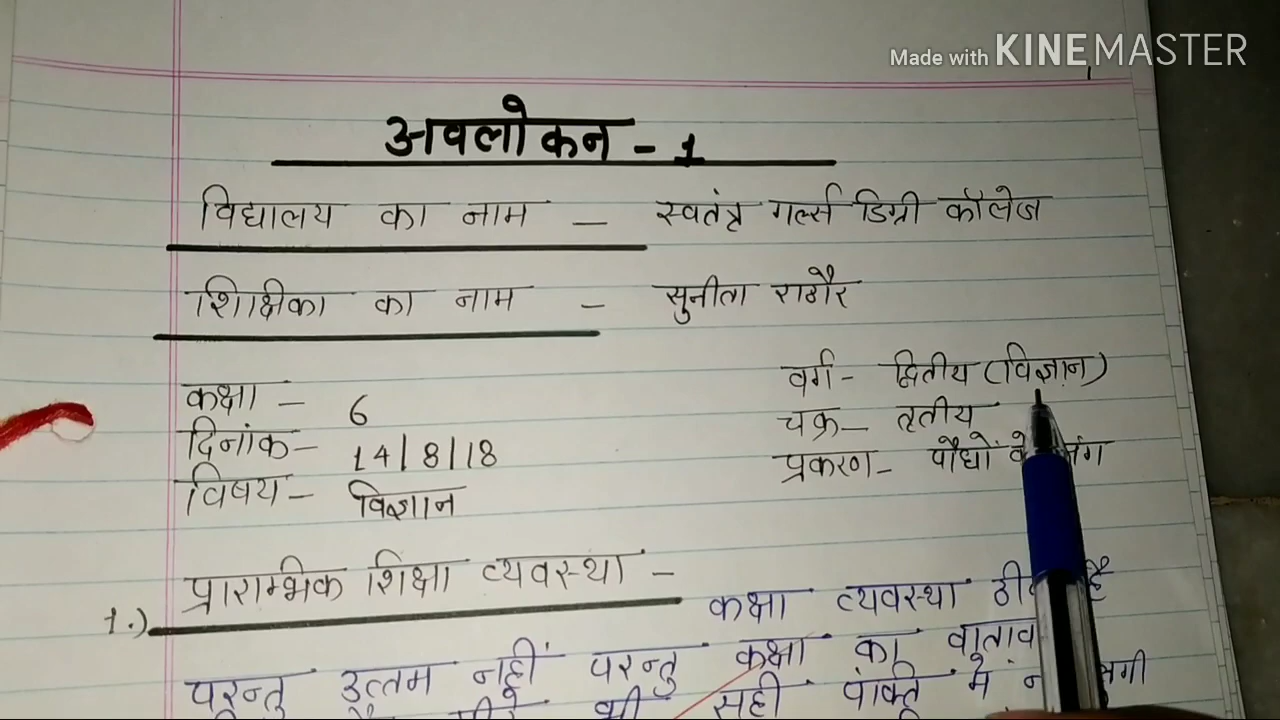 Made with KINEMASTER
1
अवलोकन - 1
विद्यालय का नाम - स्वतंत्र गर्ल्स डिग्री कॉलेज
शिक्षिका का नाम - सुनीता राठौर
कक्षा - 6 वर्ग - द्वितीय (विज्ञान)
दिनांक - 14/8/18 चक्र - तृतीय
विषय - विज्ञान प्रकरण - पौधों
1.) प्रारम्भिक शिक्षा व्यवस्था -
कक्षा व्यवस्था है
परन्तु उत्तम नहीं परन्तु कक्षा का
भी सही पंक्ति में